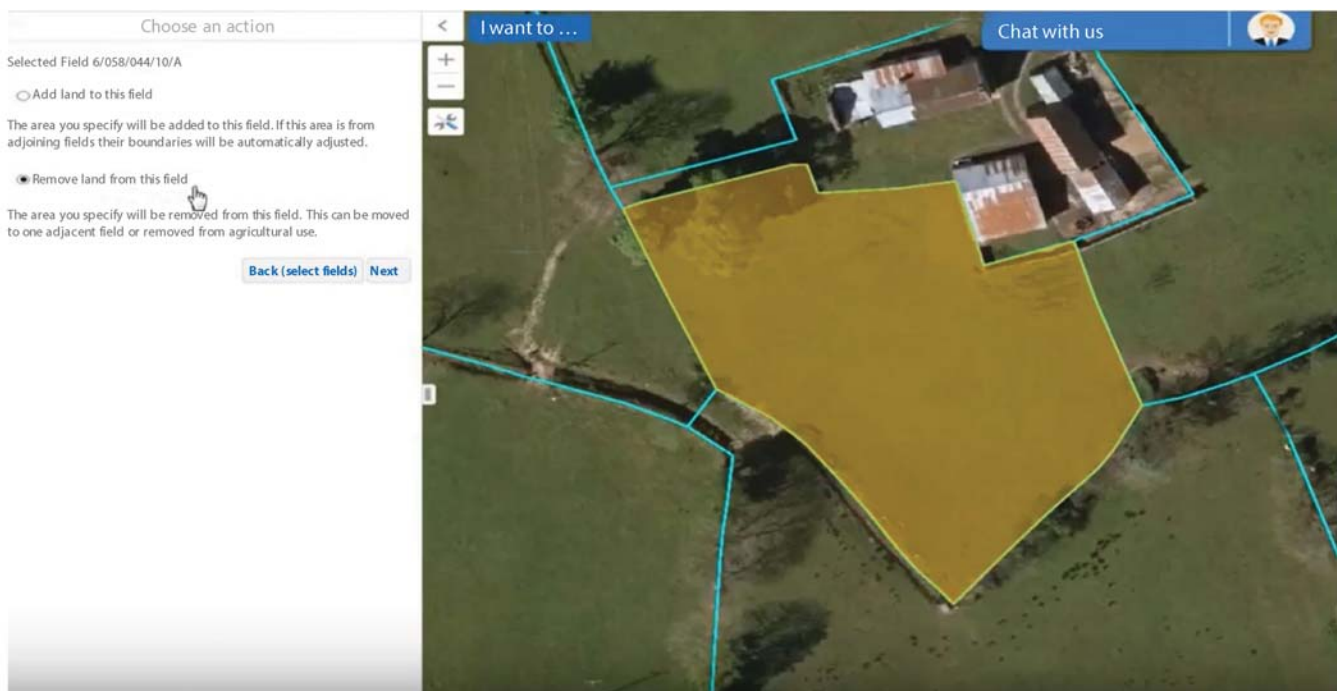 Choose an action
I want to ...
Chat with us
Selected Field 6/058/044/10/A
Add land to this field
The area you specify will be added to this field. If this area is from
adjoining fields their boundaries will be automatically adjusted.
Remove land from this field
The area you specify will be removed from this field. This can be moved
to one adjacent field or removed from agricultural use.
Back (select fields) Next